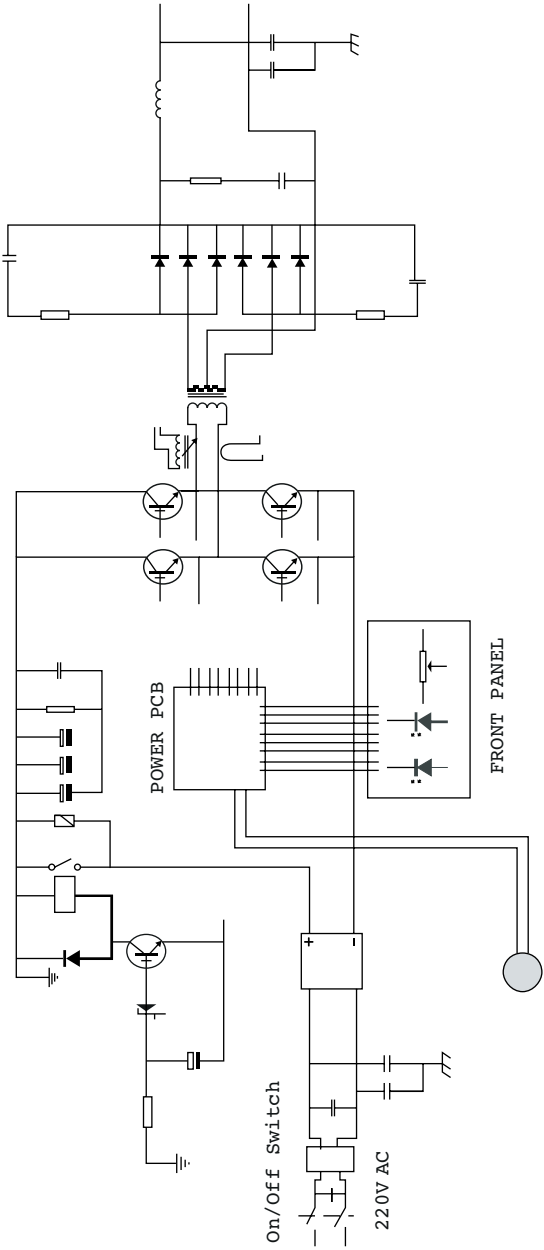 POWER PCB
FRONT PANEL
+
-
On/Off Switch
220V AC